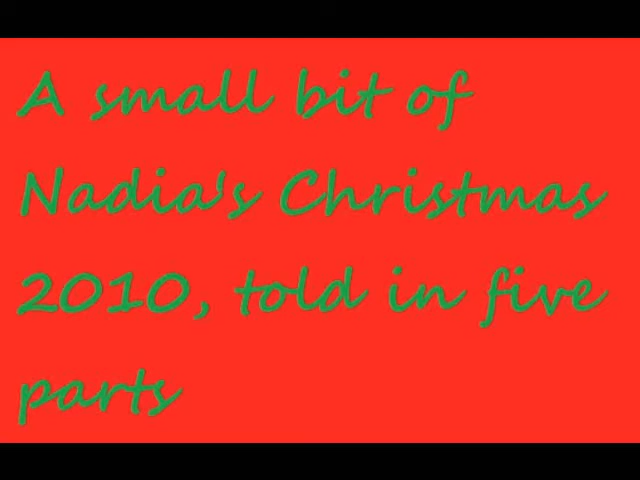 A small bit of
Nadia's Christmas
2010, told in five
parts